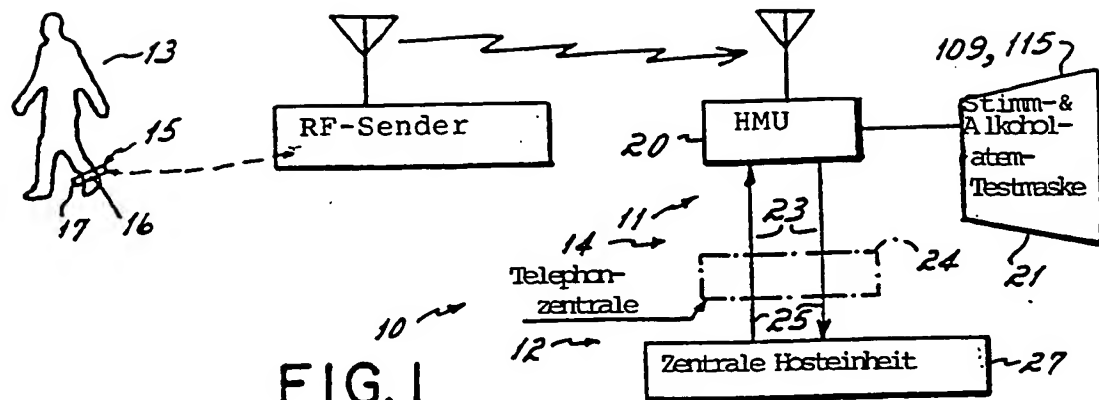 13
15
17
16
RF-Sender
20
HMU
109, 115
Stimm-&
Alkohol-
atem-
Testmaske
21
11
14
23
24
Telephon-
zentrale
10
12
25
Zentrale Hosteinheit
27
FIG. 1